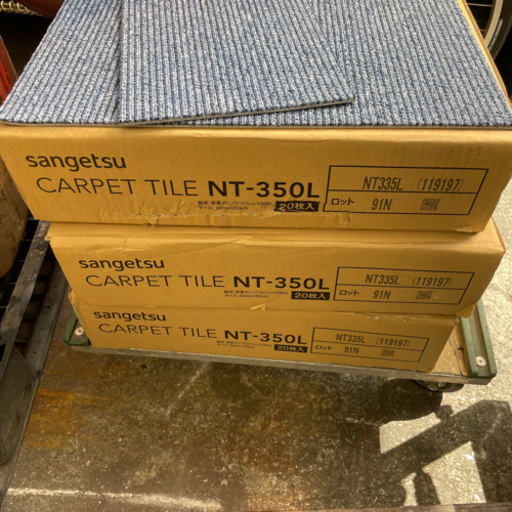 sangetsu
CARPET TILE NT-350L
20枚入
NT335L (119197)
ロット 91N
sangetsu
CARPET TILE NT-350L
20枚入
NT335L (119197)
ロット 91N
sangetsu
CARPET TILE NT-350L
20枚入
NT335L (119197)
ロット 91N